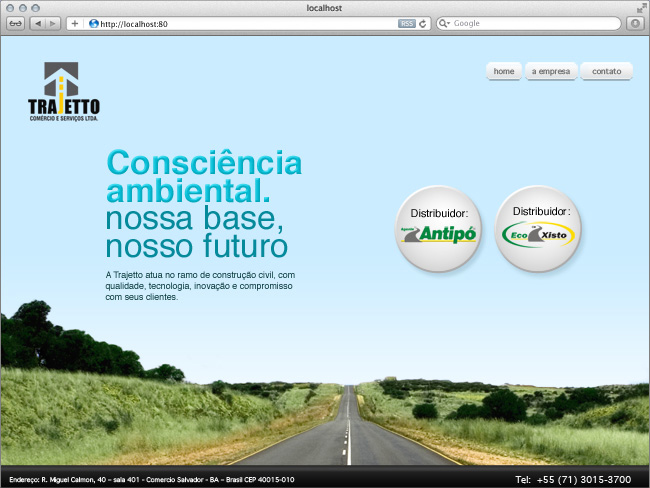 localhost
http://localhost:80
RSS
Google
home
a empresa
contato
TRAJETTO
COMÉRCIO E SERVIÇOS LTDA.
Consciência
ambiental.
nossa base,
nosso futuro
A Trajetto atua no ramo de construção civil, com
qualidade, tecnologia, inovação e compromisso
com seus clientes.
Distribuidor:
Antipó
Distribuidor:
Eco Xisto
Endereço: R. Miguel Calmon, 40 – sala 401 - Comercio Salvador - BA – Brasil CEP 40015-010
Tel: +55 (71) 3015-3700